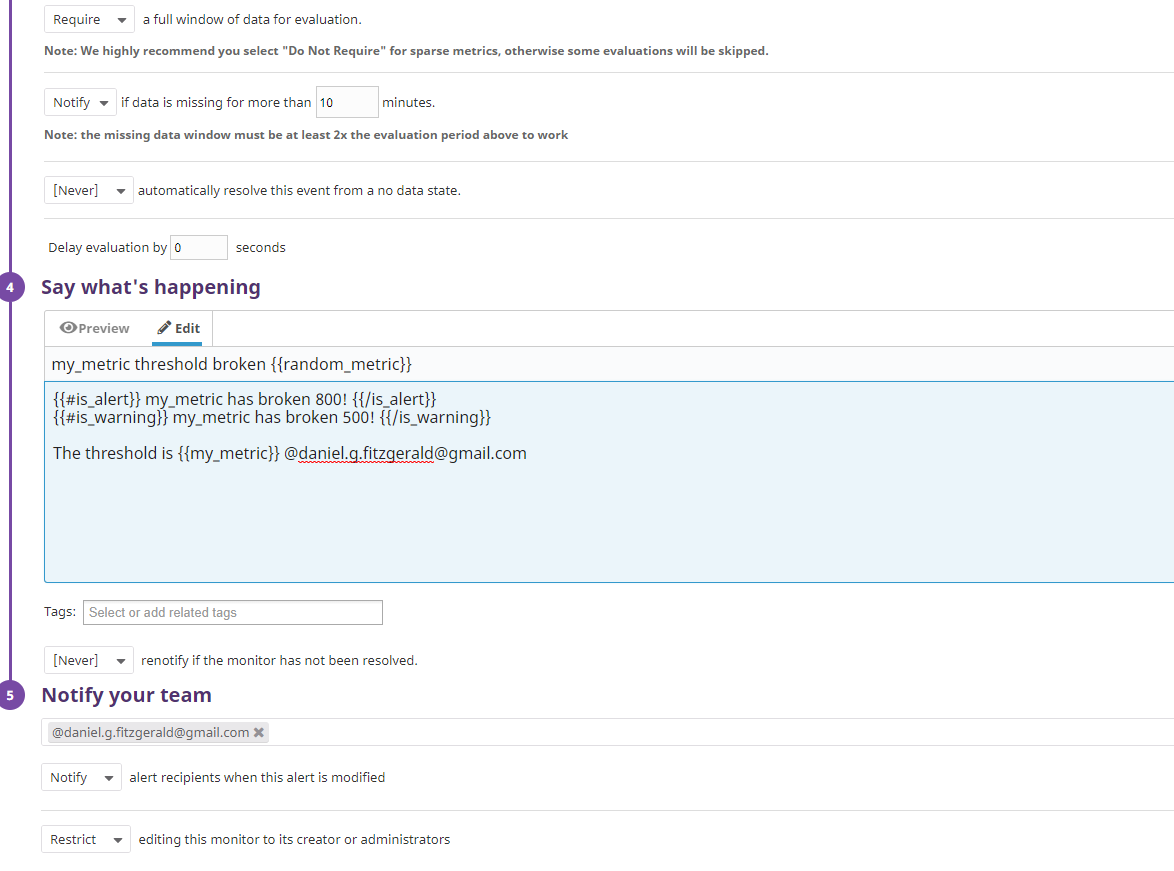 Require a full window of data for evaluation.
Note: We highly recommend you select "Do Not Require" for sparse metrics, otherwise some evaluations will be skipped.
Notify if data is missing for more than 10 minutes.
Note: the missing data window must be at least 2x the evaluation period above to work
[Never] automatically resolve this event from a no data state.
Delay evaluation by 0 seconds
4 Say what's happening
Preview Edit
my_metric threshold broken {{random_metric}}
{{#is_alert}} my_metric has broken 800! {{/is_alert}}
{{#is_warning}} my_metric has broken 500! {{/is_warning}}
The threshold is {{my_metric}} @daniel.g.fitzgerald@gmail.com
Tags: Select or add related tags
[Never] renotify if the monitor has not been resolved.
5 Notify your team
@daniel.g.fitzgerald@gmail.com ✖
Notify alert recipients when this alert is modified
Restrict editing this monitor to its creator or administrators